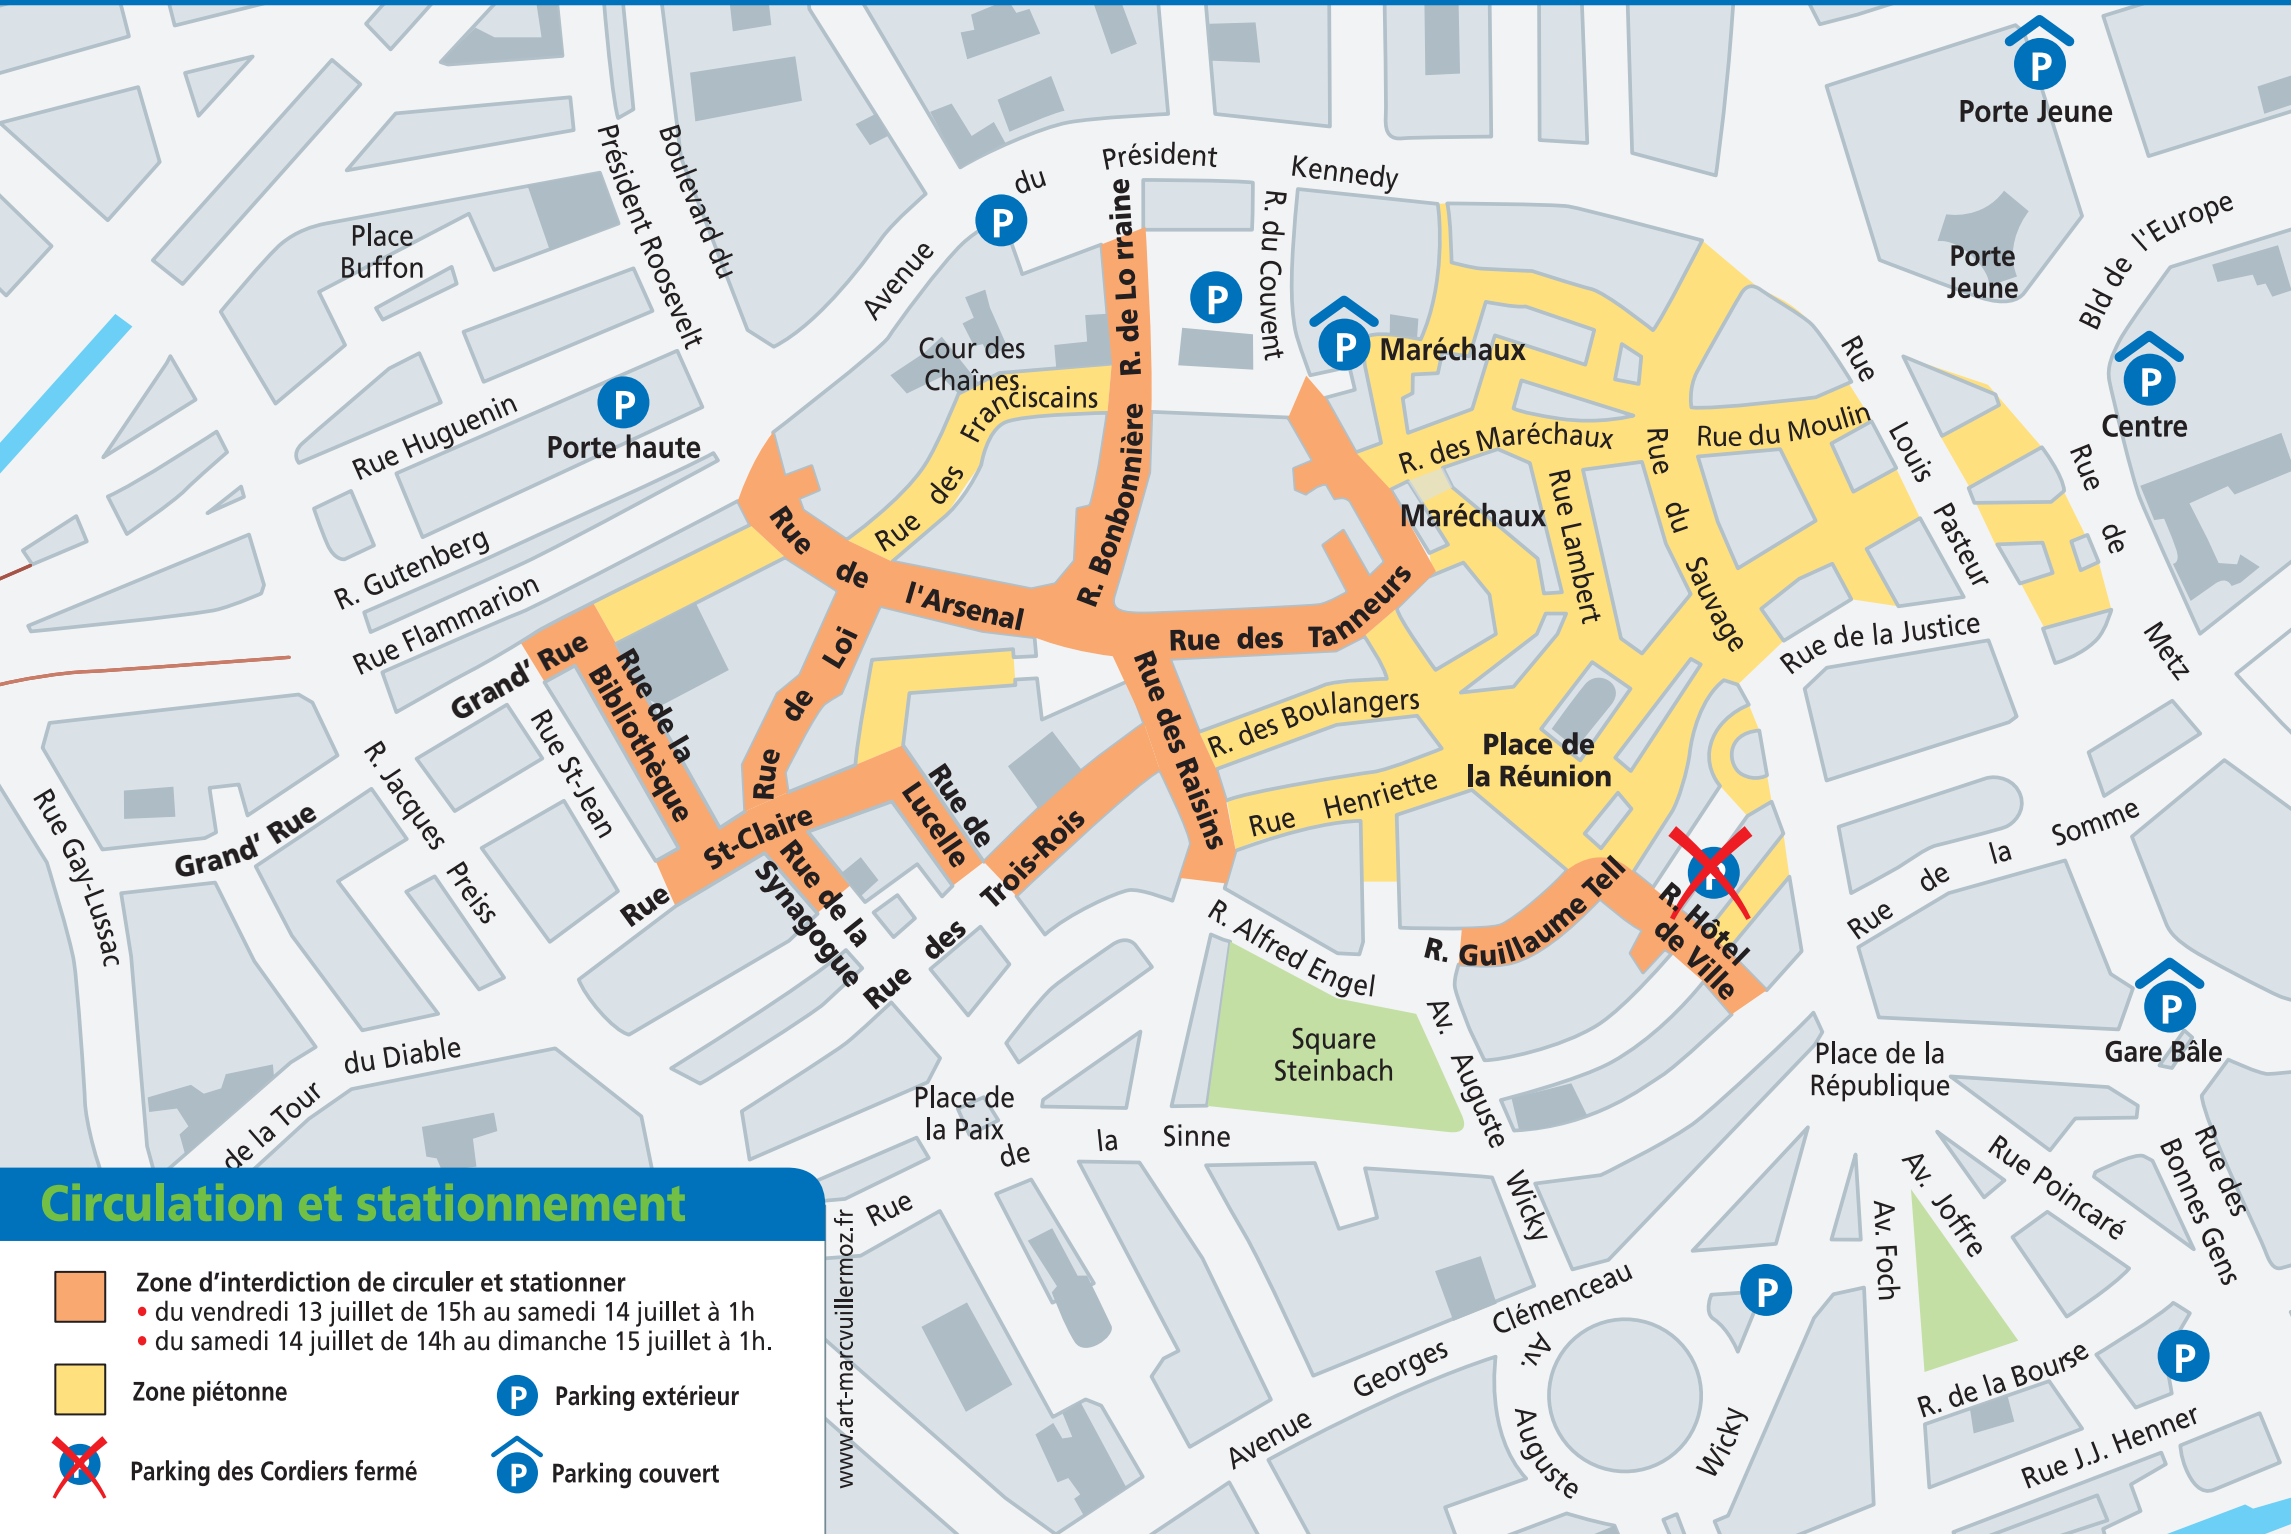 P
Porte Jeune
Président
Kennedy
du
Avenue
Boulevard du
Président Roosevelt
Place
Buffon
P
P
R. de Lo rraine
R. du Couvent
Porte
Jeune
Bld de l'Europe
P
Maréchaux
Cour des
Chaînes
Rue des Franciscains
P
Centre
P
Porte haute
Rue Huguenin
R. Gutenberg
Rue Flammarion
Rue Louis Pasteur
Rue de Metz
R. des Maréchaux
Rue du Moulin
Maréchaux
Rue Lambert
Rue du Sauvage
R. Bonbonnière
Rue de l'Arsenal
Rue des Tanneurs
Rue de la Justice
Grand' Rue
Rue de la
Bibliothèque
Rue de Loi
Rue des Raisins
R. des Boulangers
Place de
la Réunion
Rue Henriette
Rue St-Jean
R. Jacques Preiss
Rue Gay-Lussac
Grand' Rue
Rue St-Claire
Rue de
Lucelle
Rue de la
Synagogue
Rue des Trois-Rois
P
R. Guillaume Tell
R. Hôtel
de Ville
Rue de la Somme
R. Alfred Engel
Square
Steinbach
Av. Auguste Wicky
P
Gare Bâle
Place de la
République
de la Tour du Diable
Place de
la Paix
Rue de la Sinne
Rue Poincaré
Rue des
Bonnes Gens
Av. Joffre
Av. Foch
P
Avenue Georges Clémenceau
Av. Auguste Wicky
P
R. de la Bourse
Rue J.J. Henner
www.art-marcvuillermoz.fr
Circulation et stationnement
Zone d’interdiction de circuler et stationner
• du vendredi 13 juillet de 15h au samedi 14 juillet à 1h
• du samedi 14 juillet de 14h au dimanche 15 juillet à 1h.
Zone piétonne
P Parking extérieur
P Parking des Cordiers fermé
P Parking couvert